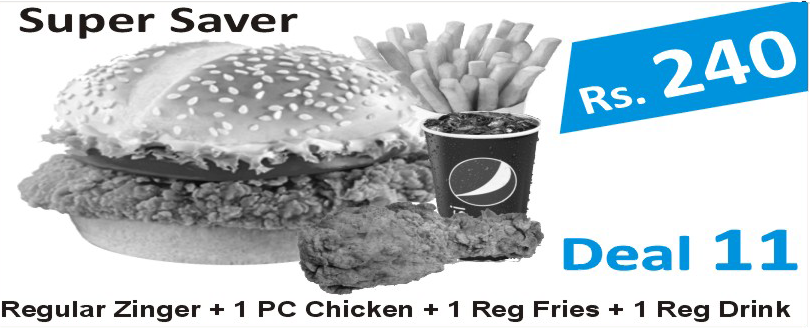 Super Saver
Rs. 240
Deal 11
Regular Zinger + 1 PC Chicken + 1 Reg Fries + 1 Reg Drink